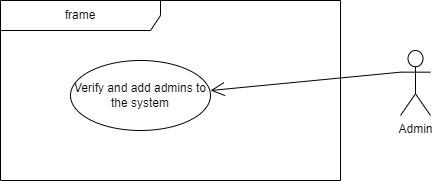 frame
Verify and add admins to
the system
Admin